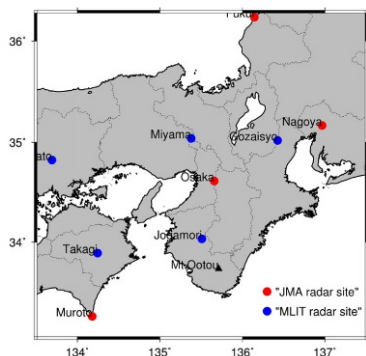 36˚
Nagoya
Miyama
Gozaisyo
35˚
Osaka
Jogamori
34˚
Takagi
Mt.Ootou
Muroto
"JMA radar site"
"MLIT radar site"
134˚ 135˚ 136˚ 137˚